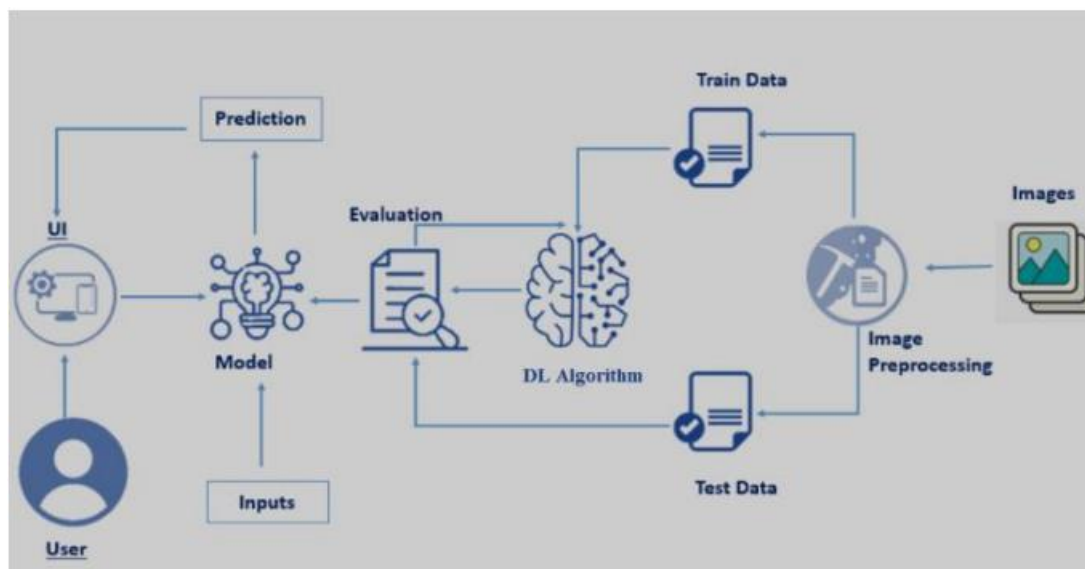 Train Data
Prediction
Images
Evaluation
UI
Image
Preprocessing
Model
DL Algorithm
Test Data
Inputs
User